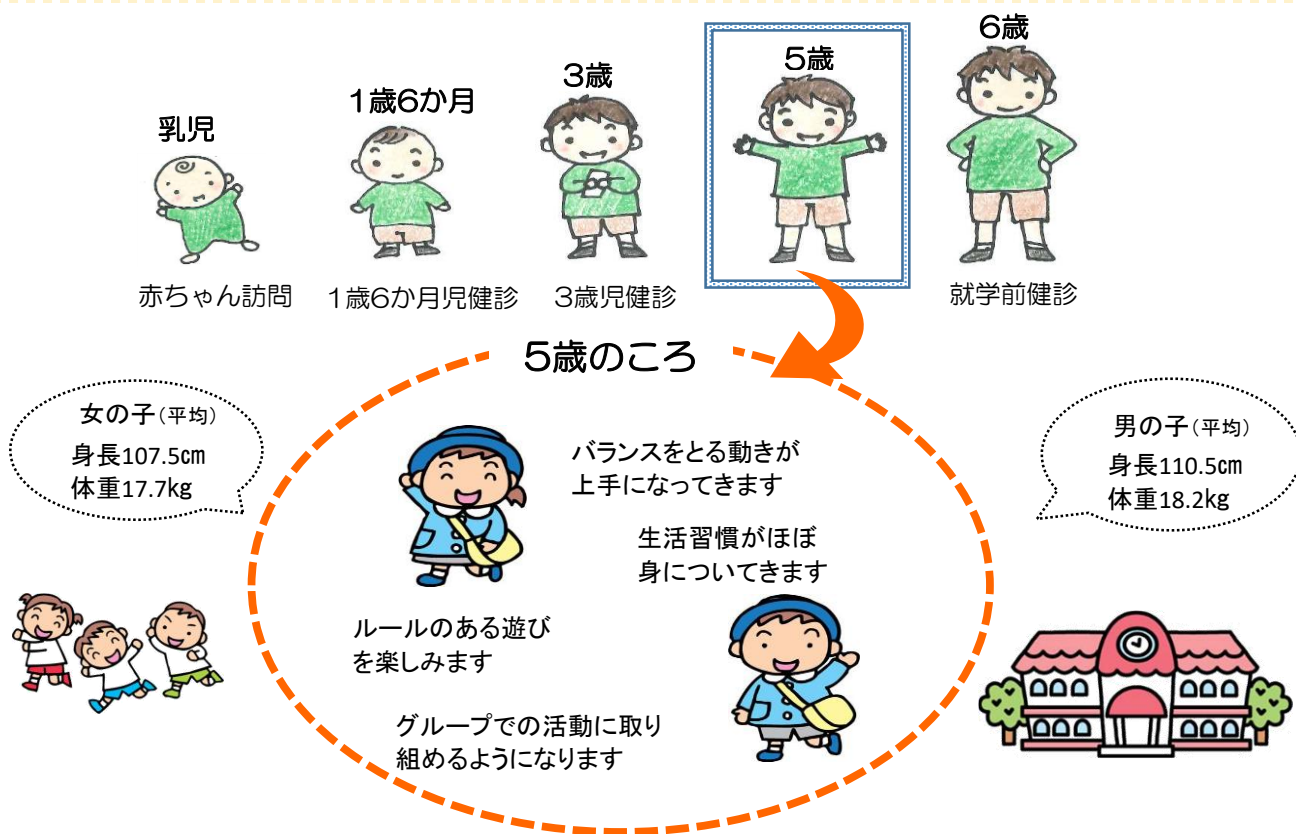 乳児
1歳6か月
3歳
5歳
6歳
赤ちゃん訪問
1歳6か月児健診
3歳児健診
就学前健診
5歳のころ
女の子(平均)
身長107.5㎝
体重17.7kg
男の子(平均)
身長110.5㎝
体重18.2kg
バランスをとる動きが
上手になってきます
生活習慣がほぼ
身についてきます
ルールのある遊び
を楽しみます
グループでの活動に取り
組めるようになります